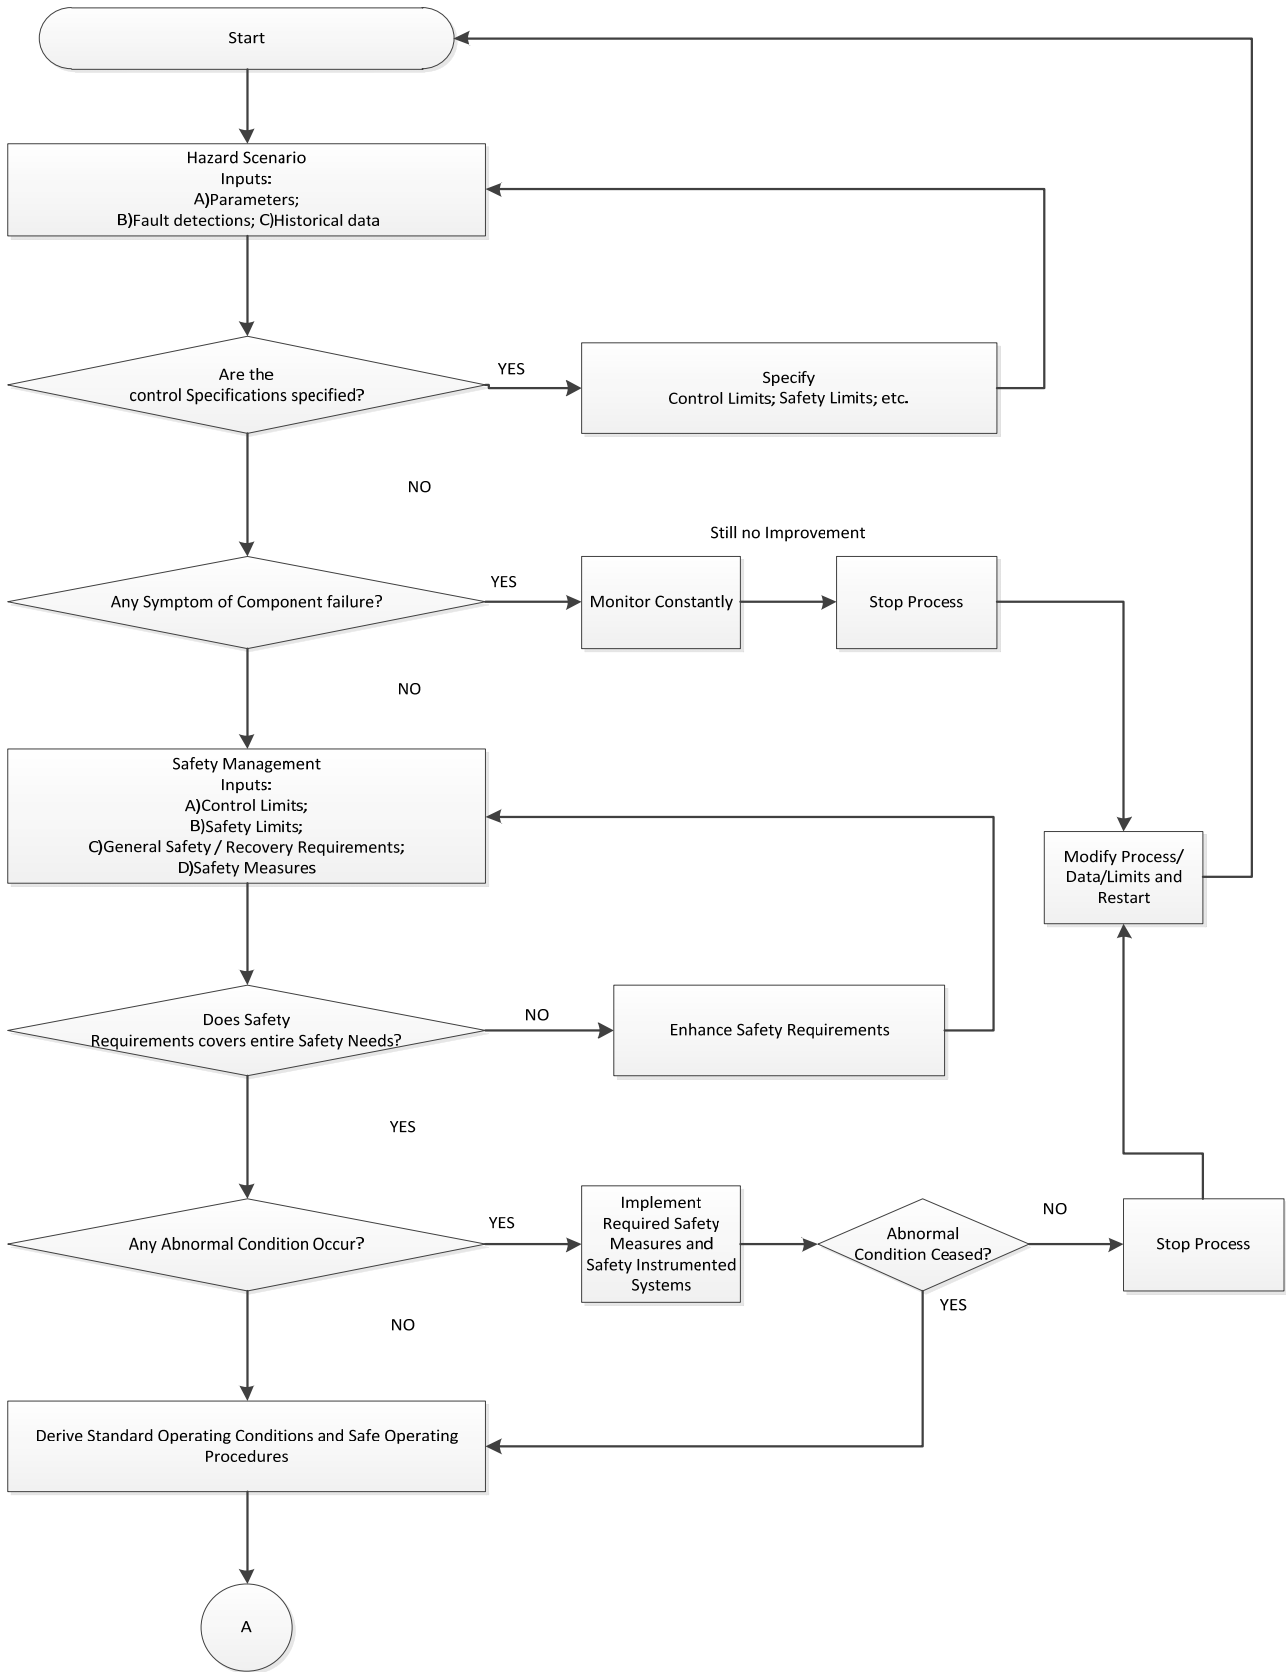 Start
Hazard Scenario
Inputs:
A)Parameters;
B)Fault detections; C)Historical data
Are the
control Specifications specified?
YES
Specify
Control Limits; Safety Limits; etc.
NO
Still no Improvement
Any Symptom of Component failure?
YES
Monitor Constantly
Stop Process
NO
Safety Management
Inputs:
A)Control Limits;
B)Safety Limits;
C)General Safety / Recovery Requirements;
D)Safety Measures
Modify Process/
Data/Limits and
Restart
Does Safety
Requirements covers entire Safety Needs?
NO
Enhance Safety Requirements
YES
Any Abnormal Condition Occur?
YES
Implement
Required Safety
Measures and
Safety Instrumented
Systems
Abnormal
Condition Ceased?
NO
Stop Process
YES
NO
Derive Standard Operating Conditions and Safe Operating
Procedures
A